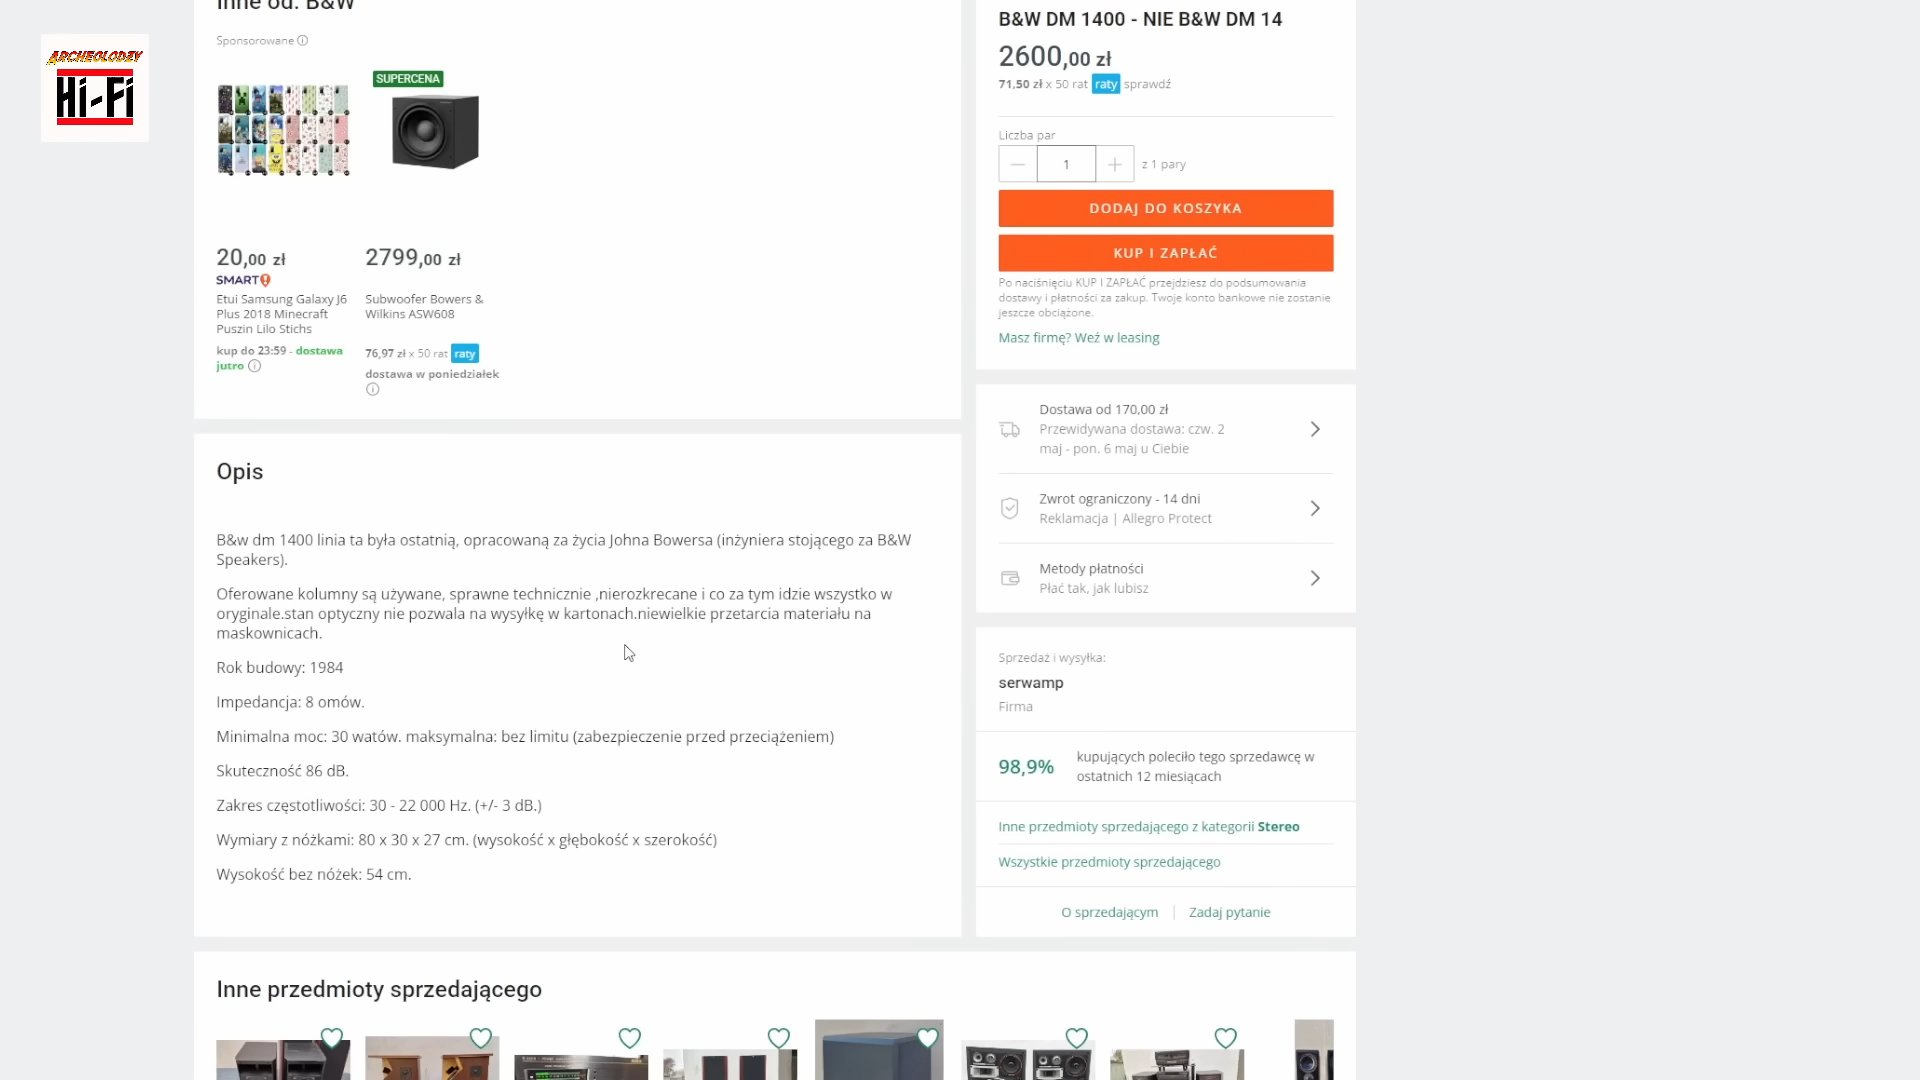 Inne od: B&W
ARCHEOLODZY
Hi-Fi
Sponsorowane
SUPERCENA
20,00 zł
SMART!
Etui Samsung Galaxy J6
Plus 2018 Minecraft
Puszin Lilo Stichs
kup do 23:59 - dostawa
jutro
2799,00 zł
Subwoofer Bowers &
Wilkins ASW608
76,97 zł x 50 rat raty
dostawa w poniedziałek
Opis
B&w dm 1400 linia ta była ostatnią, opracowaną za życia Johna Bowersa (inżyniera stojącego za B&W
Speakers).
Oferowane kolumny są używane, sprawne technicznie ,nierozkrecane i co za tym idzie wszystko w
oryginale.stan optyczny nie pozwala na wysyłkę w kartonach.niewielkie przetarcia materiału na
maskownicach.
Rok budowy: 1984
Impedancja: 8 omów.
Minimalna moc: 30 watów. maksymalna: bez limitu (zabezpieczenie przed przeciążeniem)
Skuteczność 86 dB.
Zakres częstotliwości: 30 - 22 000 Hz. (+/- 3 dB.)
Wymiary z nóżkami: 80 x 30 x 27 cm. (wysokość x głębokość x szerokość)
Wysokość bez nóżek: 54 cm.
B&W DM 1400 - NIE B&W DM 14
2600,00 zł
71,50 zł x 50 rat raty sprawdź
Liczba par
1
z 1 pary
DODAJ DO KOSZYKA
KUP I ZAPŁAĆ
Po naciśnięciu KUP I ZAPŁAĆ przejdziesz do podsumowania
dostawy i płatności za zakup. Twoje konto bankowe nie zostanie
jeszcze obciążone.
Masz firmę? Weź w leasing
Dostawa od 170,00 zł
Przewidywana dostawa: czw. 2
maj - pon. 6 maj u Ciebie
Zwrot ograniczony - 14 dni
Reklamacja | Allegro Protect
Metody płatności
Płać tak, jak lubisz
Sprzedaż i wysyłka:
serwamp
Firma
98,9%
kupujących poleciło tego sprzedawcę w
ostatnich 12 miesiącach
Inne przedmioty sprzedającego z kategorii Stereo
Wszystkie przedmioty sprzedającego
O sprzedającym
Zadaj pytanie
Inne przedmioty sprzedającego